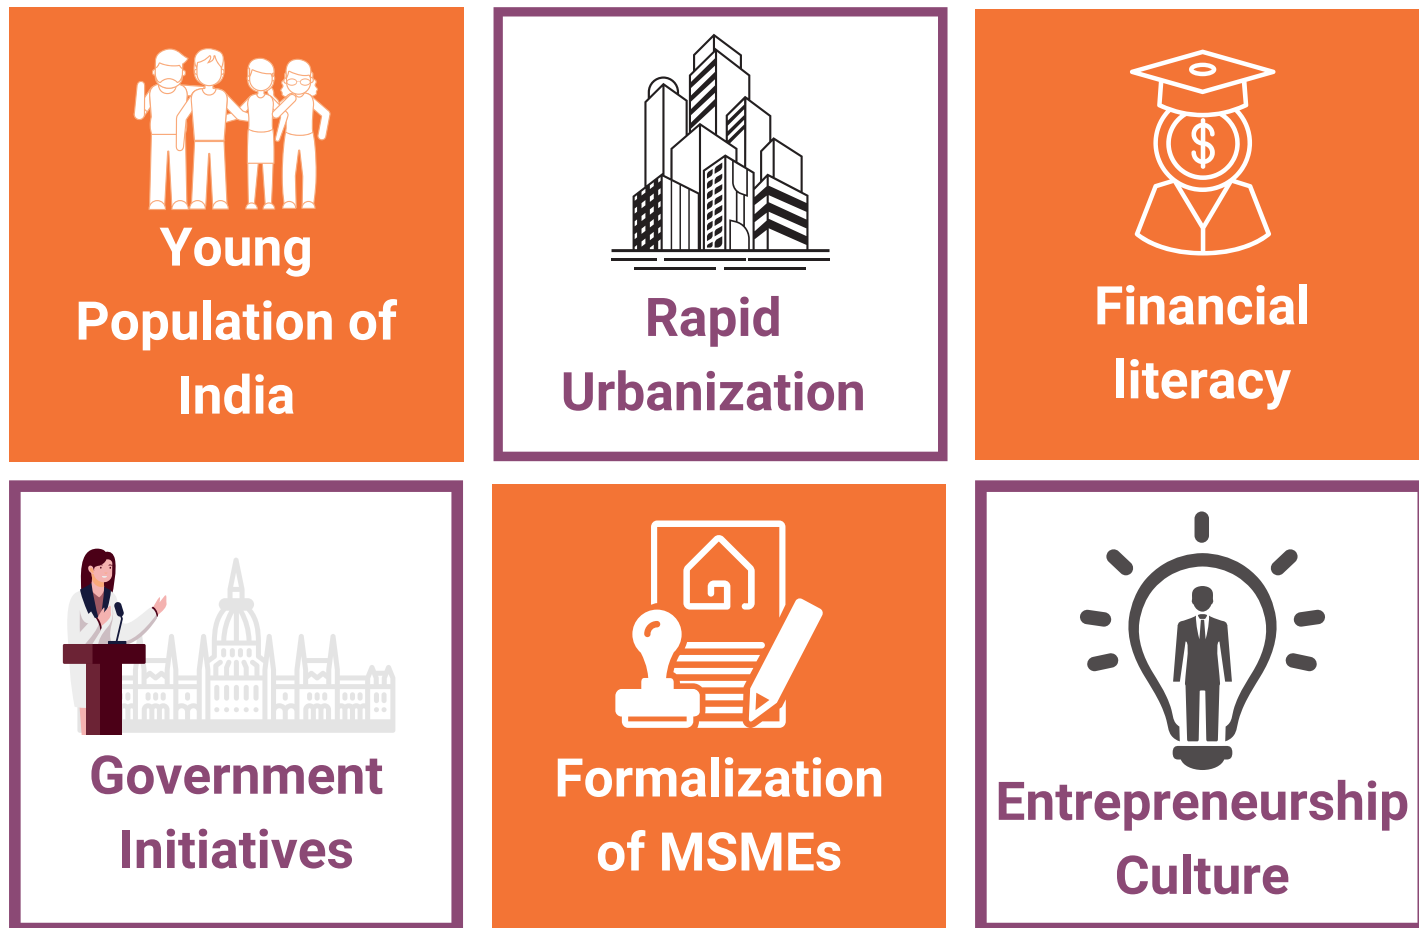 Young
Population of
India
Rapid
Urbanization
$
Financial
literacy
Government
Initiatives
Formalization
of MSMEs
Entrepreneurship
Culture